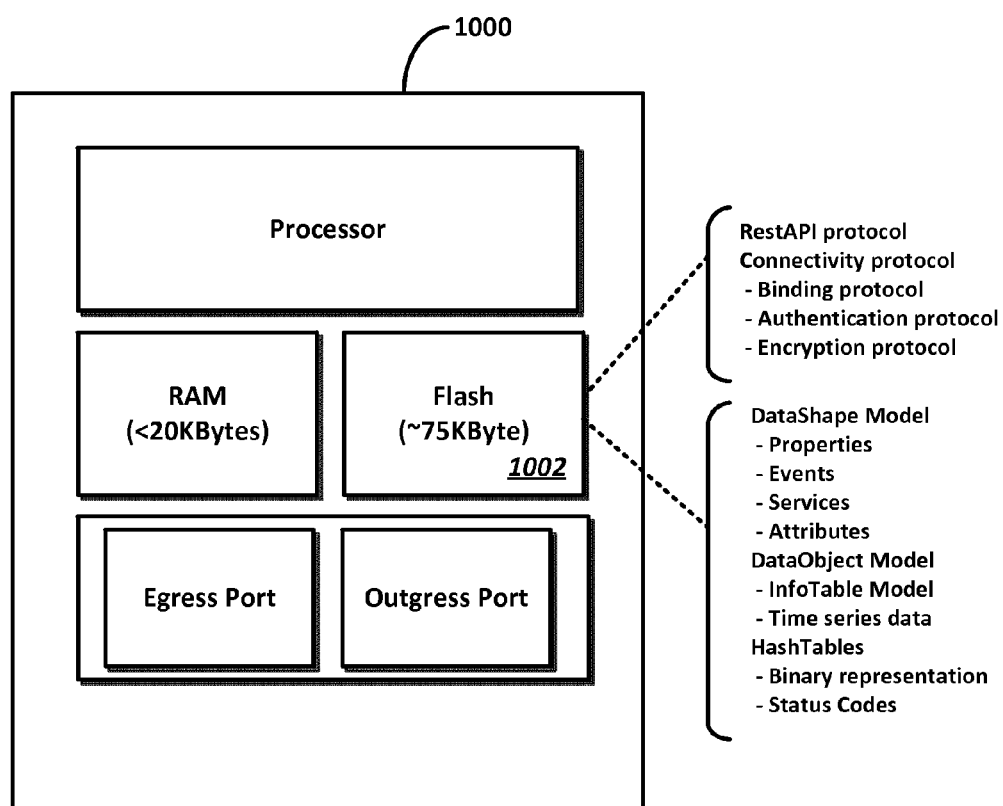 1000
Processor
RAM
(<20KBytes)
Flash
(~75KByte)
1002
Egress Port
Outgress Port
RestAPI protocol
Connectivity protocol
- Binding protocol
- Authentication protocol
- Encryption protocol
DataShape Model
- Properties
- Events
- Services
- Attributes
DataObject Model
- InfoTable Model
- Time series data
HashTables
- Binary representation
- Status Codes